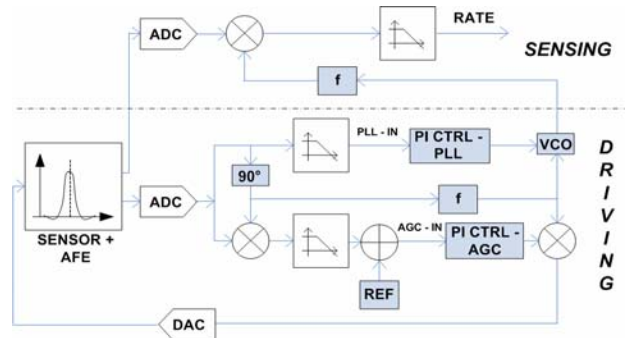 ADC
RATE
SENSING
f
SENSOR +
AFE
ADC
90°
PLL - IN
PI CTRL -
PLL
VCO
f
AGC - IN
PI CTRL -
AGC
REF
DAC
DRIVING